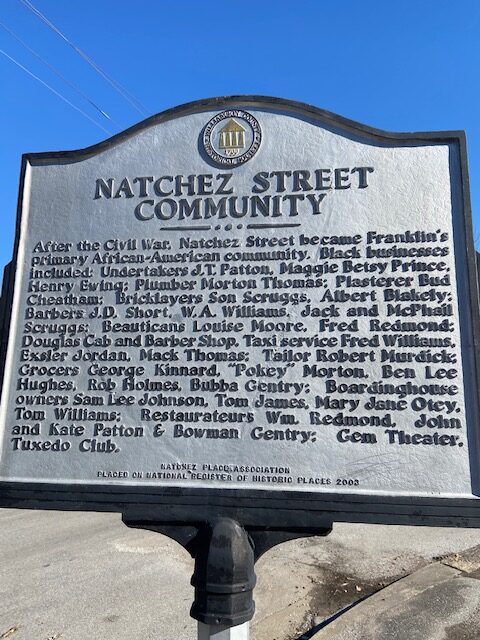 NATCHEZ STREET
COMMUNITY
After the Civil War, Natchez Street became Franklin's
primary African-American community. Black businesses
included: Undertakers J.T. Patton, Maggie Betsy Prince,
Henry Ewing; Plumber Morton Thomas; Plasterer Bud
Cheatham; Bricklayers Son Scruggs, Albert Blakely;
Barbers J.D. Short, W.A. Williams, Jack and McPhail
Scruggs; Beauticans Louise Moore, Fred Redmond;
Douglas Cab and Barber Shop, Taxi service Fred Williams,
Exsler Jordan, Mack Thomas; Tailor Robert Murdick;
Grocers George Kinnard, "Pokey" Morton, Ben Lee
Hughes, Rob Holmes, Bubba Gentry; Boardinghouse
owners Sam Lee Johnson, Tom James, Mary Jane Otey,
Tom Williams; Restaurateurs Wm. Redmond, John
and Kate Patton & Bowman Gentry; Gem Theater,
Tuxedo Club.
NATCHEZ PLACE ASSOCIATION
PLACED ON NATIONAL REGISTER OF HISTORIC PLACES 2003